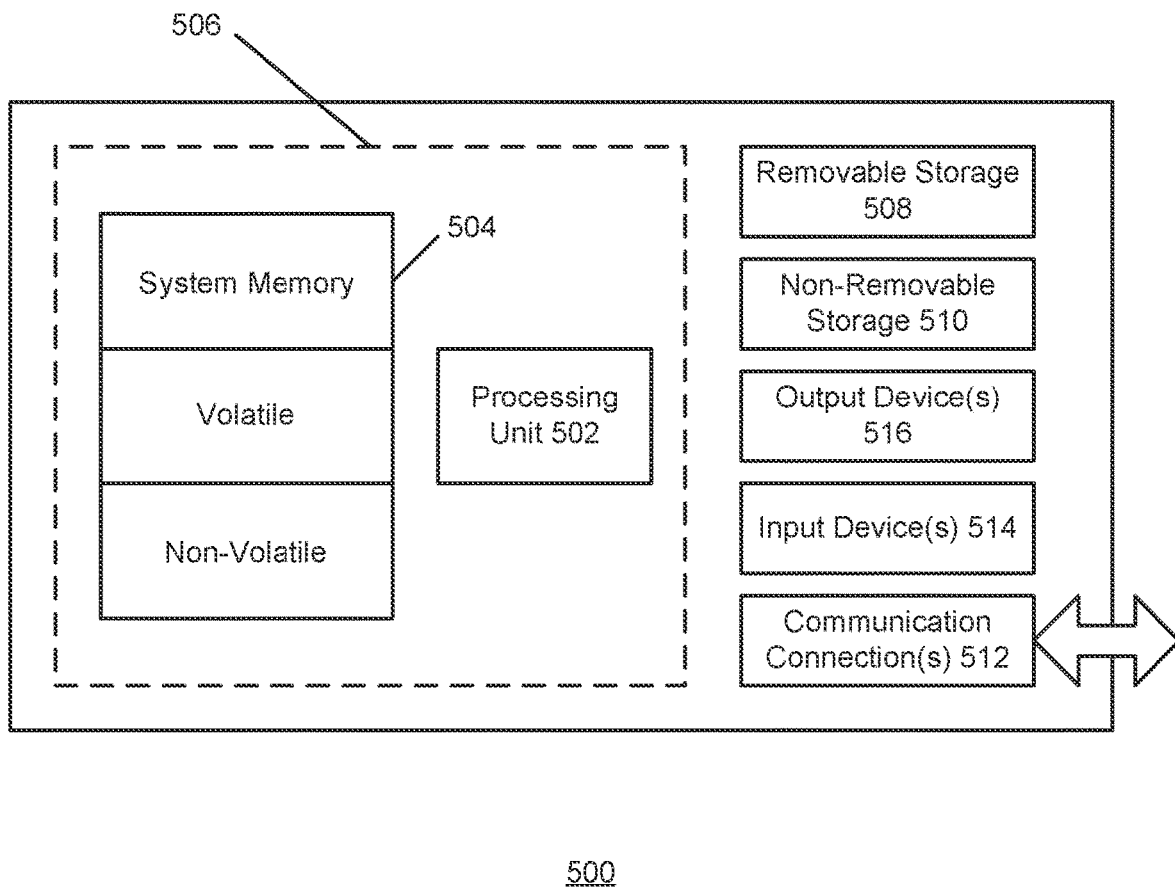 506
504
System Memory
Volatile
Non-Volatile
Processing
Unit 502
Removable Storage
508
Non-Removable
Storage 510
Output Device(s)
516
Input Device(s) 514
Communication
Connection(s) 512
500